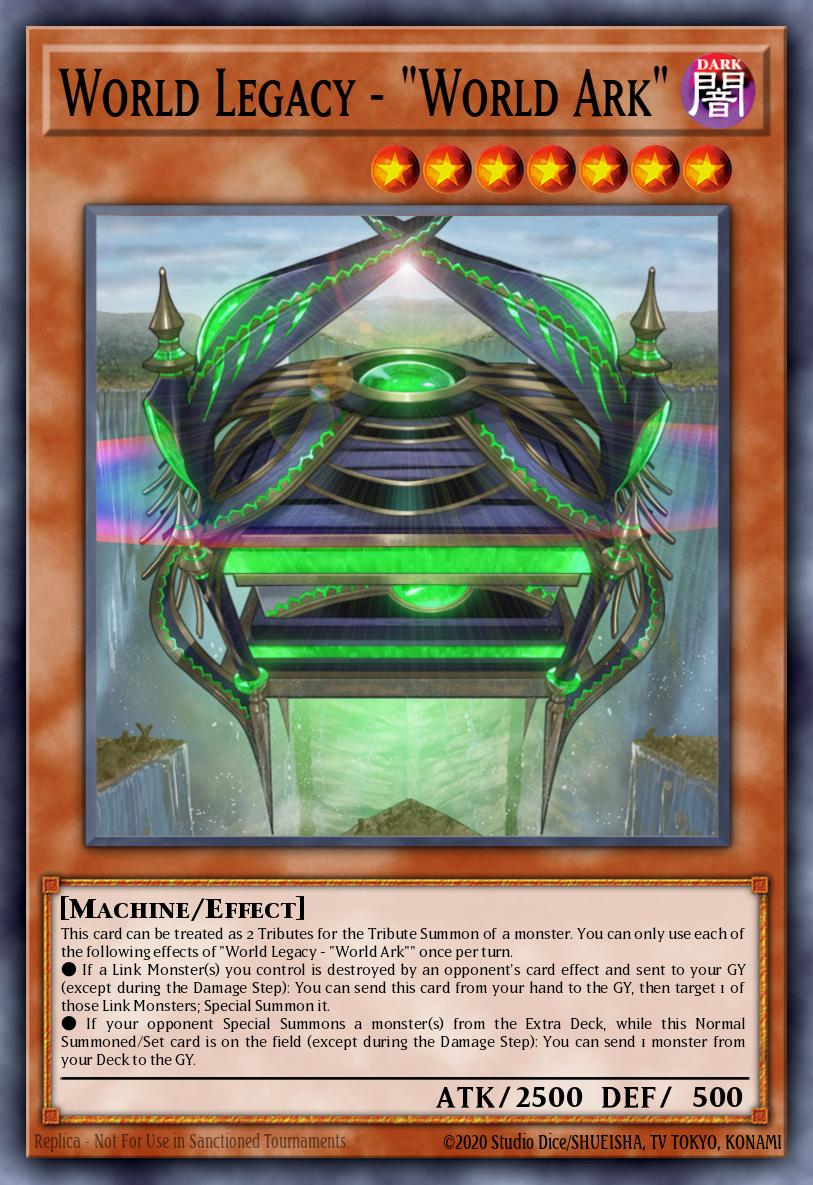 World Legacy - "World Ark"
DARK
闇
[Machine/Effect]
This card can be treated as 2 Tributes for the Tribute Summon of a monster. You can only use each of
the following effects of "World Legacy - "World Ark"" once per turn.
● If a Link Monster(s) you control is destroyed by an opponent's card effect and sent to your GY
(except during the Damage Step): You can send this card from your hand to the GY, then target 1 of
those Link Monsters; Special Summon it.
● If your opponent Special Summons a monster(s) from the Extra Deck, while this Normal
Summoned/Set card is on the field (except during the Damage Step): You can send 1 monster from
your Deck to the GY.
ATK/2500 DEF/ 500
Replica - Not For Use in Sanctioned Tournaments.
©2020 Studio Dice/SHUEISHA, TV TOKYO, KONAMI